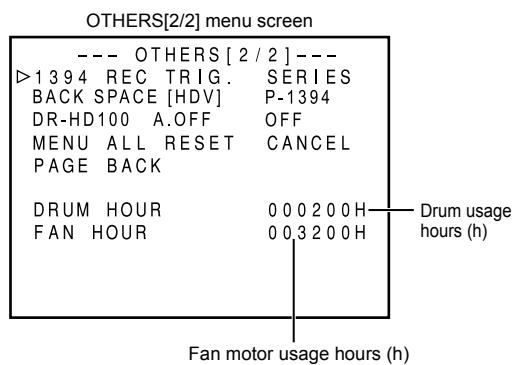 OTHERS[2/2] menu screen
--- OTHERS[2/2]---
▷1394 REC TRIG. SERIES
BACK SPACE [HDV] P-1394
DR-HD100 A.OFF OFF
MENU ALL RESET CANCEL
PAGE BACK
DRUM HOUR 000200H
FAN HOUR 003200H
Drum usage
hours (h)
Fan motor usage hours (h)